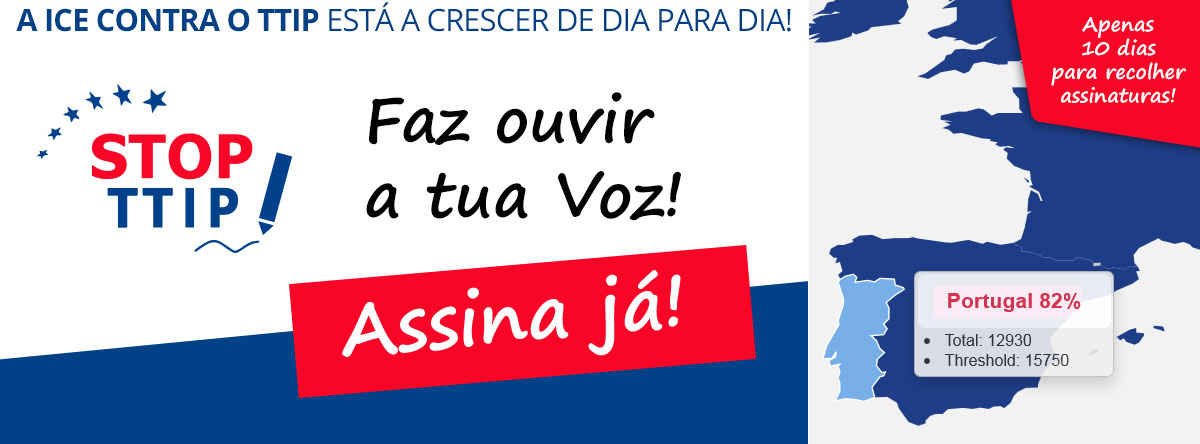 A ICE CONTRA O TTIP ESTÁ A CRESCER DE DIA PARA DIA!
STOP
TTIP
Faz ouvir
a tua Voz!
Assina já!
Apenas
10 dias
para recolher
assinaturas!
Portugal 82%
• Total: 12930
• Threshold: 15750